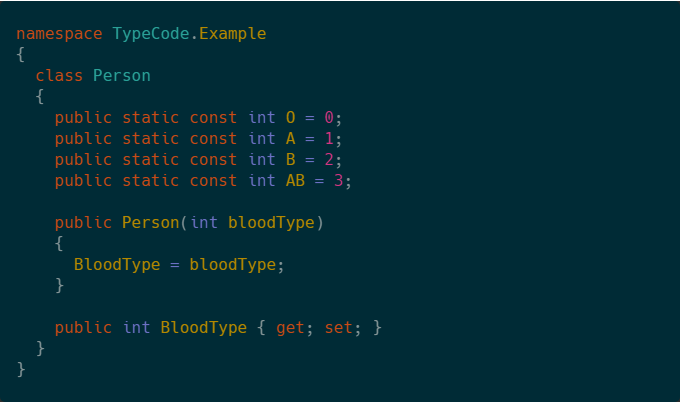 namespace TypeCode.Example
{
  class Person
  {
    public static const int O = 0;
    public static const int A = 1;
    public static const int B = 2;
    public static const int AB = 3;

    public Person(int bloodType)
    {
      BloodType = bloodType;
    }

    public int BloodType { get; set; }
  }
}